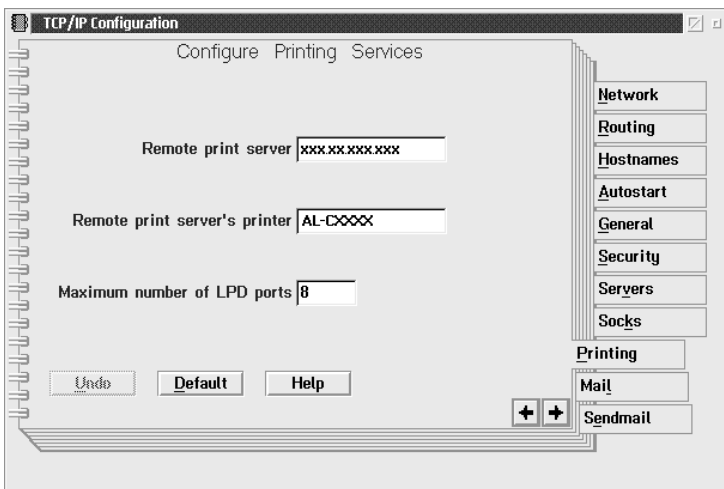 TCP/IP Configuration
Configure Printing Services
Remote print server xxx.xx.xxx.xxx
Remote print server's printer AL-CXXXX
Maximum number of LPD ports 8
Undo Default Help
Network
Routing
Hostnames
Autostart
General
Security
Servers
Socks
Printing
Mail
Sendmail